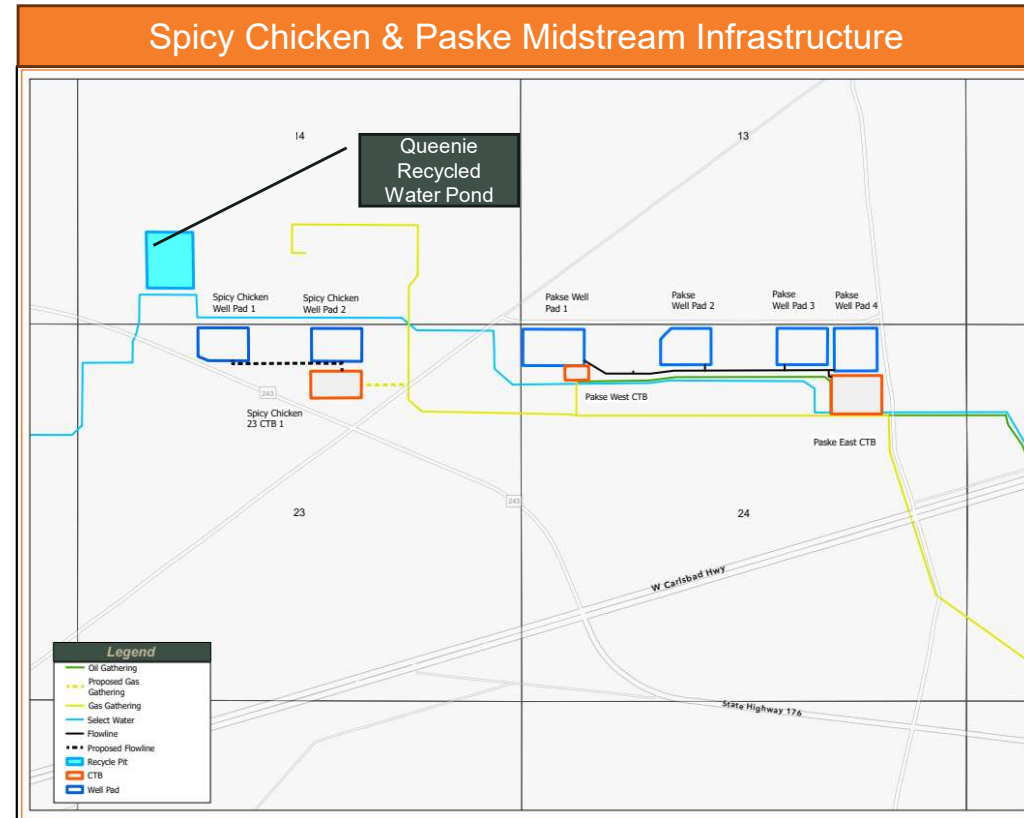 Spicy Chicken & Paske Midstream Infrastructure
14
13
Queenie
Recycled
Water Pond
Spicy Chicken
Well Pad 1
Spicy Chicken
Well Pad 2
Pakse Well
Pad 1
Pakse
Well Pad 2
Pakse
Well Pad 3
Pakse
Well Pad 4
243
Spicy Chicken
23 CTB 1
Pakse West CTB
Paske East CTB
243
23
24
W Carlsbad Hwy
State Highway 176
Legend
Oil Gathering
Proposed Gas
Gathering
Gas Gathering
Select Water
Flowline
Proposed Flowline
Recycle Pit
CTB
Well Pad